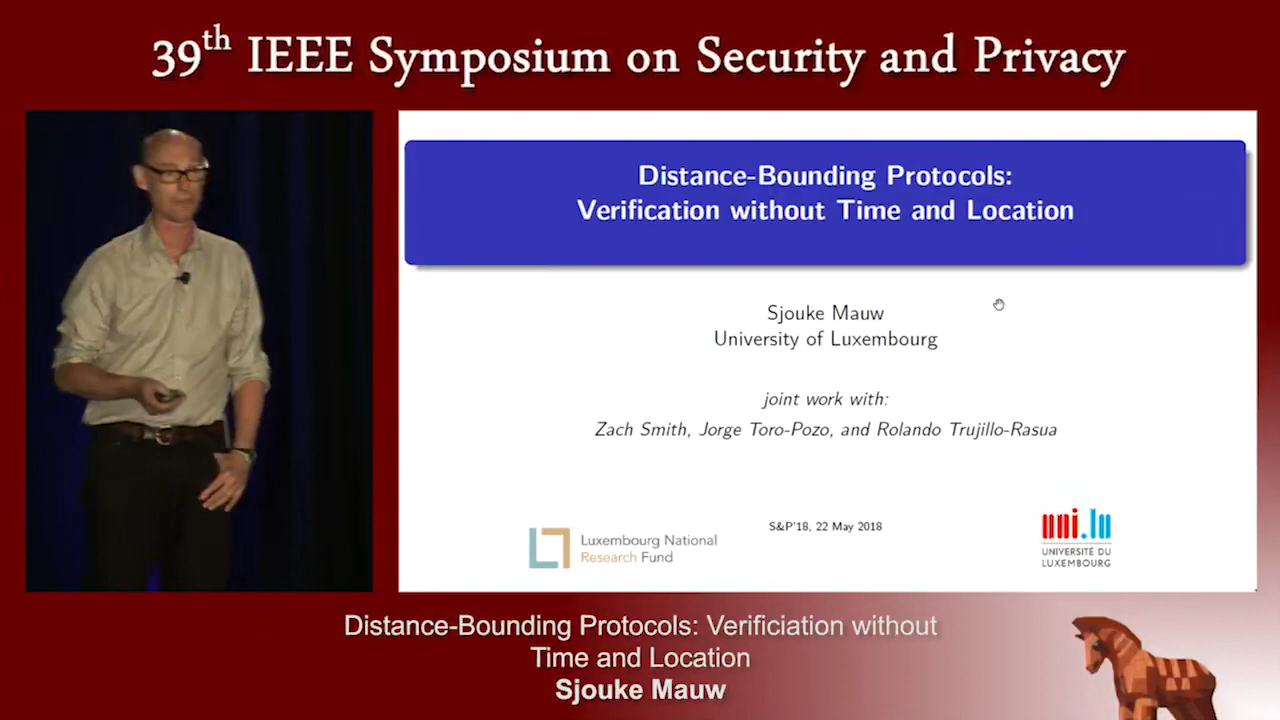 39th IEEE Symposium on Security and Privacy
Distance-Bounding Protocols:
Verification without Time and Location
Sjouke Mauw
University of Luxembourg
joint work with:
Zach Smith, Jorge Toro-Pozo, and Rolando Trujillo-Rasua
S&P'18, 22 May 2018
Luxembourg National
Research Fund
uni.lu
UNIVERSITÉ DU
LUXEMBOURG
Distance-Bounding Protocols: Verificiation without
Time and Location
Sjouke Mauw